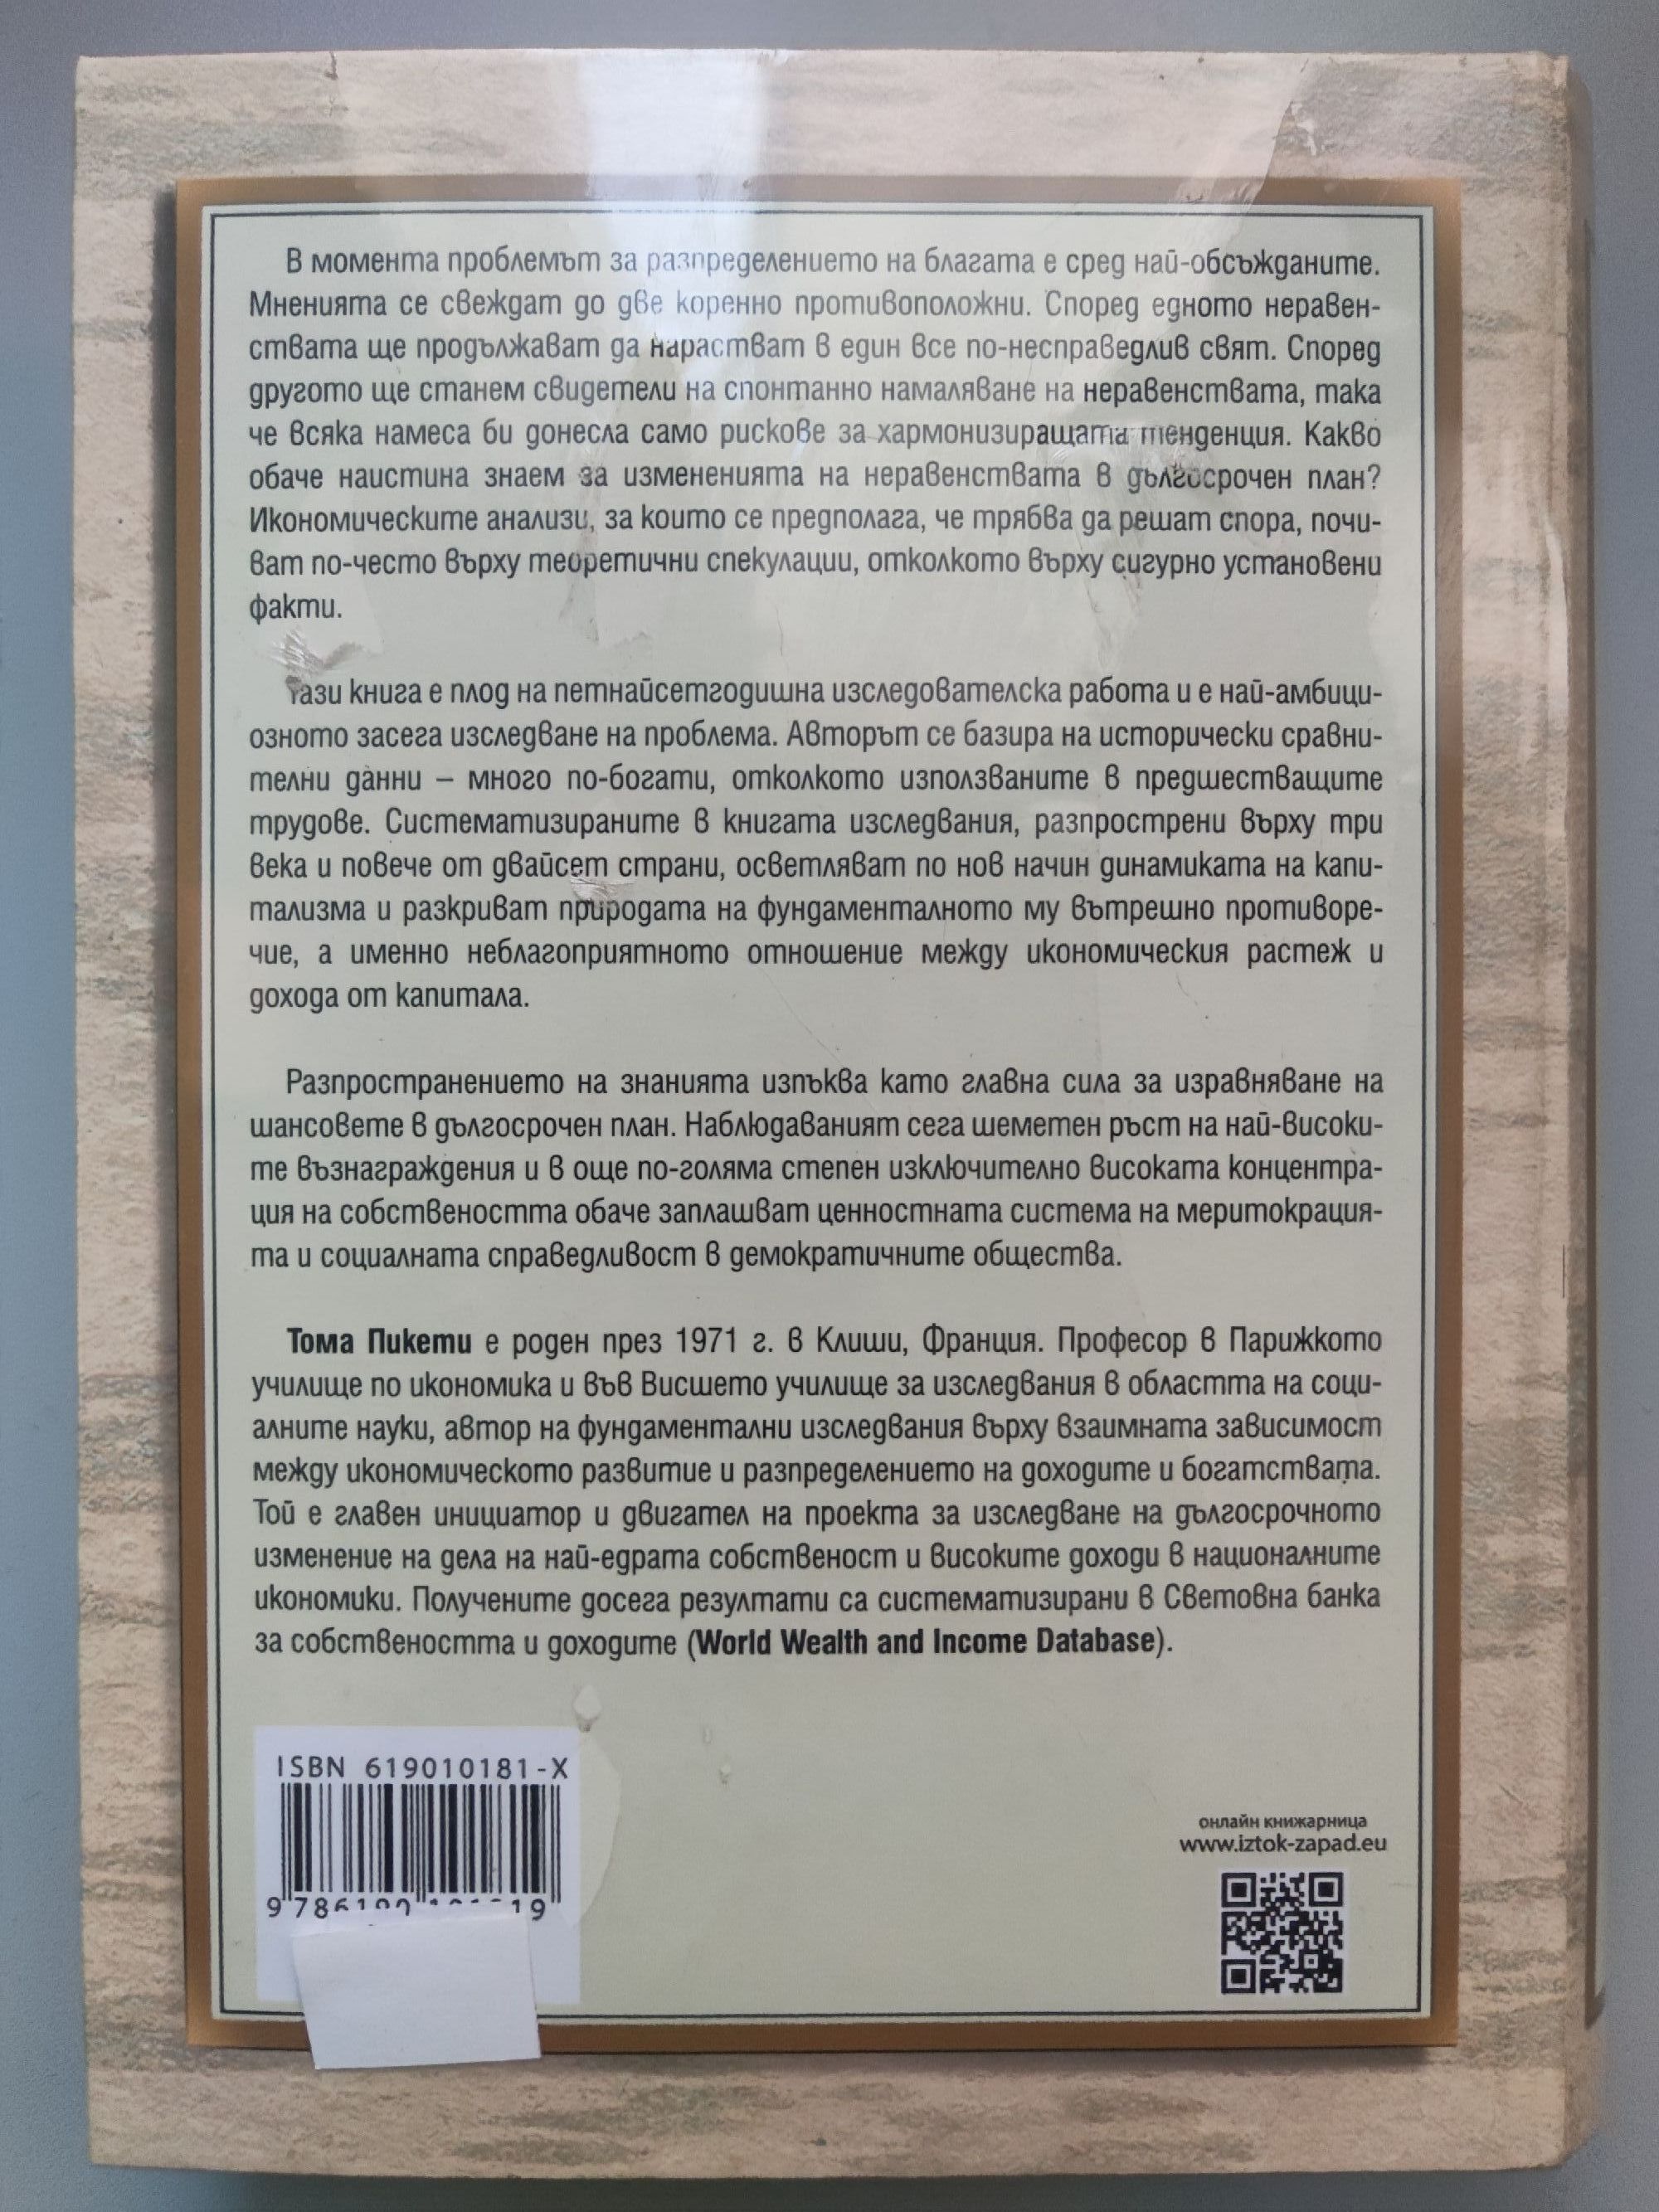 В момента проблемът за разпределението на благата е сред най-обсъжданите.
Мненията се свеждат до две коренно противоположни. Според едното неравен-
ствата ще продължават да нарастват в един все по-несправедлив свят. Според
другото ще станем свидетели на спонтанно намаляване на неравенствата, така
че всяка намеса би донесла само рискове за хармонизиращата тенденция. Какво
обаче наистина знаем за измененията на неравенствата в дългосрочен план?
Икономическите анализи, за които се предполага, че трябва да решат спора, почи-
ват по-често върху теоретични спекулации, отколкото върху сигурно установени
факти.
Тази книга е плод на петнайсетгодишна изследователска работа и е най-амбици-
озното засега изследване на проблема. Авторът се базира на исторически сравни-
телни данни – много по-богати, отколкото използваните в предшестващите
трудове. Систематизираните в книгата изследвания, разпрострени върху три
века и повече от двайсет страни, осветляват по нов начин динамиката на капи-
тализма и разкриват природата на фундаменталното му вътрешно противоре-
чие, а именно неблагоприятното отношение между икономическия растеж и
дохода от капитала.
Разпространението на знанията изпъква като главна сила за изравняване на
шансовете в дългосрочен план. Наблюдаваният сега шеметен ръст на най-високи-
те възнаграждения и в още по-голяма степен изключително високата концентра-
ция на собствеността обаче заплашват ценностната система на меритокрация-
та и социалната справедливост в демократичните общества.
Тома Пикети е роден през 1971 г. в Клиши, Франция. Професор в Парижкото
училище по икономика и във Висшето училище за изследвания в областта на соци-
алните науки, автор на фундаментални изследвания върху взаимната зависимост
между икономическото развитие и разпределението на доходите и богатствата.
Той е главен инициатор и двигател на проекта за изследване на дългосрочното
изменение на дела на най-едрата собственост и високите доходи в националните
икономики. Получените досега резултати са систематизирани в Световна банка
за собствеността и доходите (World Wealth and Income Database).
ISBN 619010181-X
онлайн книжарница
www.iztok-zapad.eu